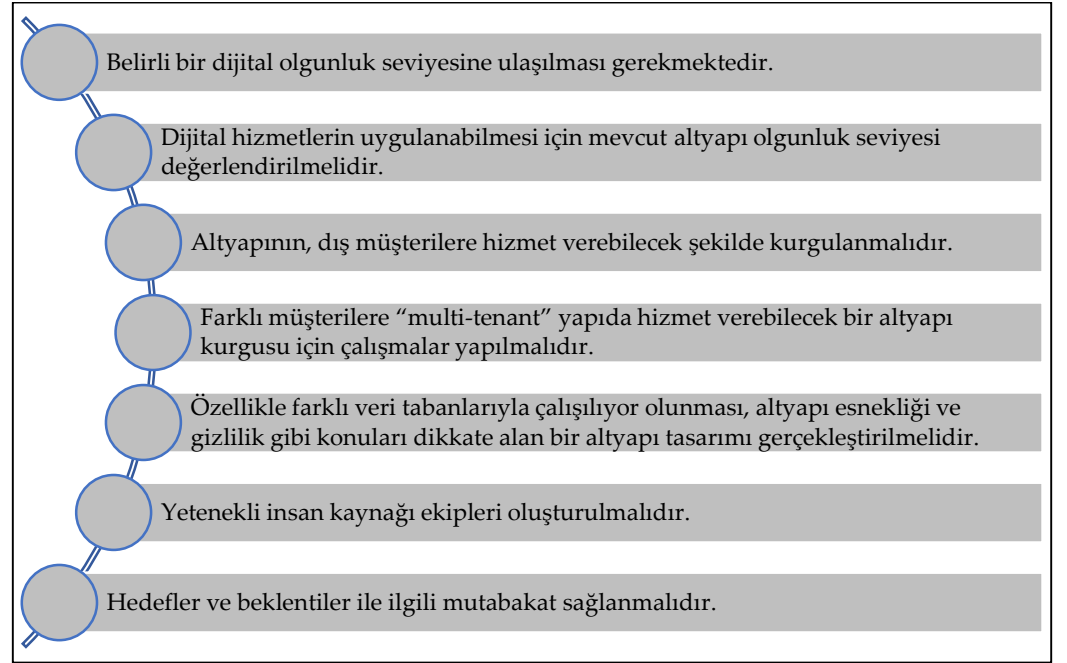 Belirli bir dijital olgunluk seviyesine ulaşılması gerekmektedir.
Dijital hizmetlerin uygulanabilmesi için mevcut altyapı olgunluk seviyesi
değerlendirilmelidir.
Altyapının, dış müşterilere hizmet verebilecek şekilde kurgulanmalıdır.
Farklı müşterilere “multi-tenant” yapıda hizmet verebilecek bir altyapı
kurgusu için çalışmalar yapılmalıdır.
Özellikle farklı veri tabanlarıyla çalışılıyor olunması, altyapı esnekliği ve
gizlilik gibi konuları dikkate alan bir altyapı tasarımı gerçekleştirilmelidir.
Yetenekli insan kaynağı ekipleri oluşturulmalıdır.
Hedefler ve beklentiler ile ilgili mutabakat sağlanmalıdır.